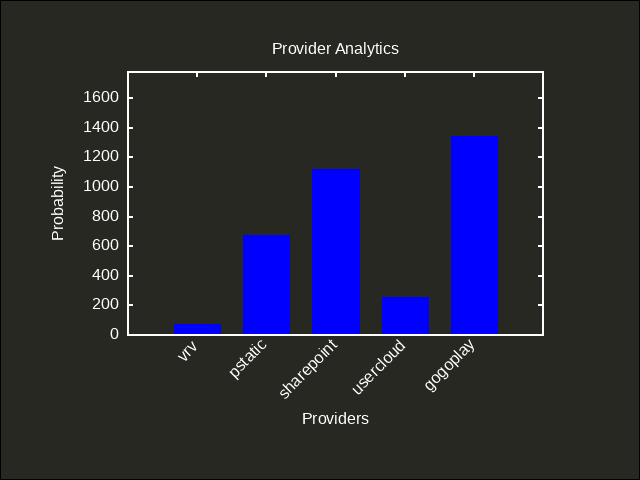 Provider Analytics
1600
1400
1200
1000
800
600
400
200
0
Probability
vrv
pstatic
sharepoint
usercloud
gogoplay
Providers